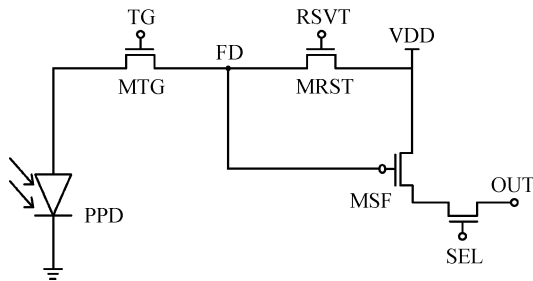 TG
RSVT
VDD
FD
MTG
MRST
MSF
OUT
PPD
SEL